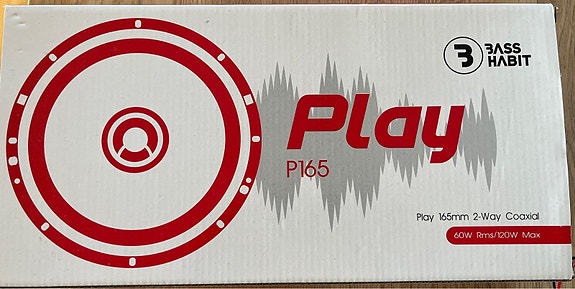 BASS
HABIT
Play
P165
Play 165mm 2-Way Coaxial
60W Rms/120W Max